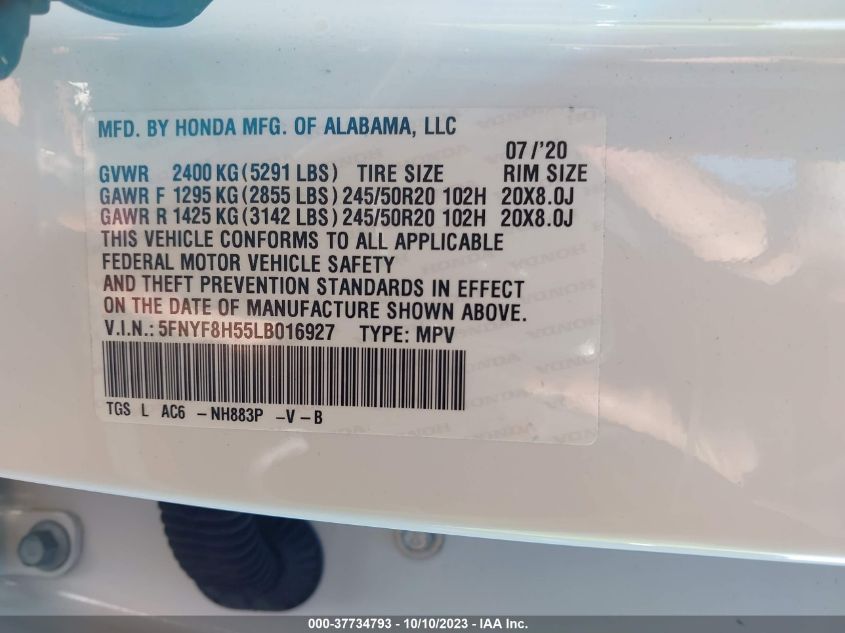 MFD. BY HONDA MFG. OF ALABAMA, LLC
07 /'20
GVWR 2400 KG (5291 LBS) TIRE SIZE RIM SIZE
GAWR F 1295 KG (2855 LBS) 245/50R20 102H 20X8.0J
GAWR R 1425 KG (3142 LBS) 245/50R20 102H 20X8.0J
THIS VEHICLE CONFORMS TO ALL APPLICABLE
FEDERAL MOTOR VEHICLE SAFETY
AND THEFT PREVENTION STANDARDS IN EFFECT
ON THE DATE OF MANUFACTURE SHOWN ABOVE.
V.I.N.: 5FNYF8H55LB016927 TYPE: MPV
TGS L AC6 -NH883P -V-B
000-37734793 - 10/10/2023 - IAA Inc.